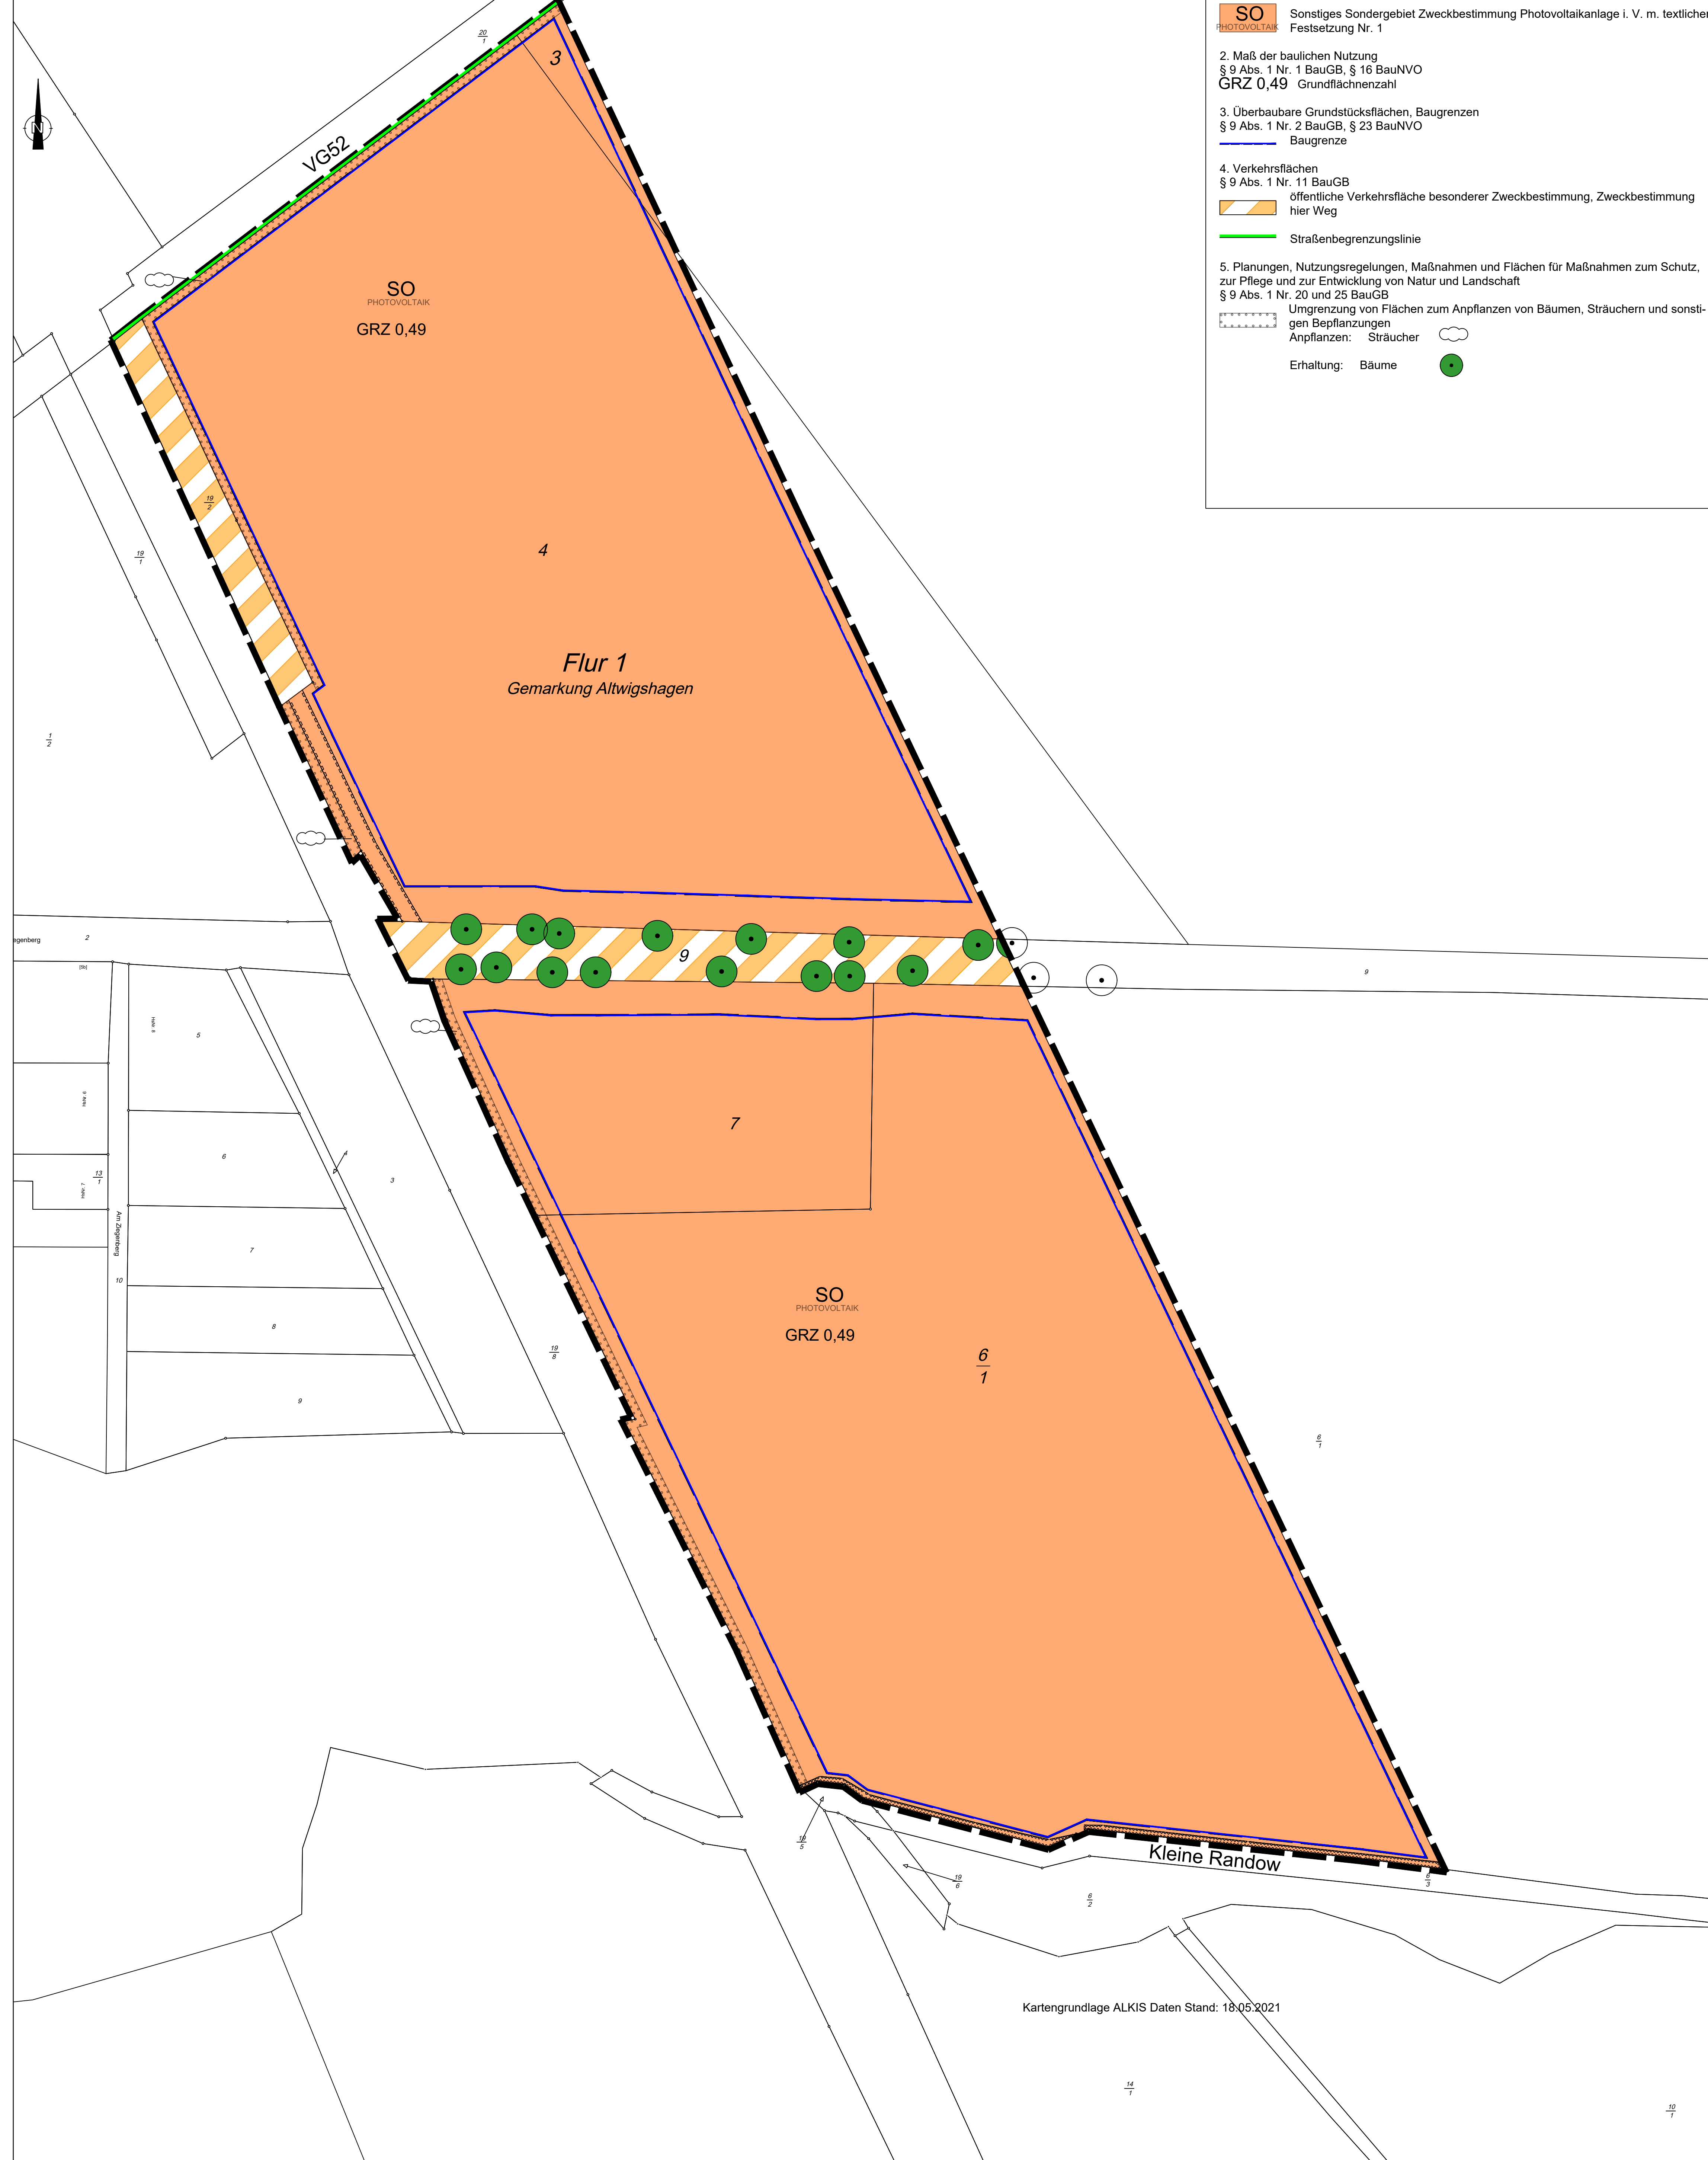 SO
PHOTOVOLTAIK
Sonstiges Sondergebiet Zweckbestimmung Photovoltaikanlage i. V. m. textlicher
Festsetzung Nr. 1
2. Maß der baulichen Nutzung
§ 9 Abs. 1 Nr. 1 BauGB, § 16 BauNVO
GRZ 0,49 Grundflächnenzahl
3. Überbaubare Grundstücksflächen, Baugrenzen
§ 9 Abs. 1 Nr. 2 BauGB, § 23 BauNVO
Baugrenze
4. Verkehrsflächen
§ 9 Abs. 1 Nr. 11 BauGB
öffentliche Verkehrsfläche besonderer Zweckbestimmung, Zweckbestimmung
hier Weg
Straßenbegrenzungslinie
5. Planungen, Nutzungsregelungen, Maßnahmen und Flächen für Maßnahmen zum Schutz,
zur Pflege und zur Entwicklung von Natur und Landschaft
§ 9 Abs. 1 Nr. 20 und 25 BauGB
Umgrenzung von Flächen zum Anpflanzen von Bäumen, Sträuchern und sonsti-
gen Bepflanzungen
Anpflanzen: Sträucher
Erhaltung: Bäume
20
1
3
N
VG52
SO
PHOTOVOLTAIK
GRZ 0,49
19
2
19
1
4
Flur 1
Gemarkung Altwigshagen
1
2
egenberg
2
9
9
5
6
4
3
7
13
1
Am Ziegenberg
7
10
8
9
SO
PHOTOVOLTAIK
GRZ 0,49
6
1
19
8
6
1
19
5
Kleine Randow
19
6
6
2
6
3
Kartengrundlage ALKIS Daten Stand: 18.05.2021
14
1
10
1